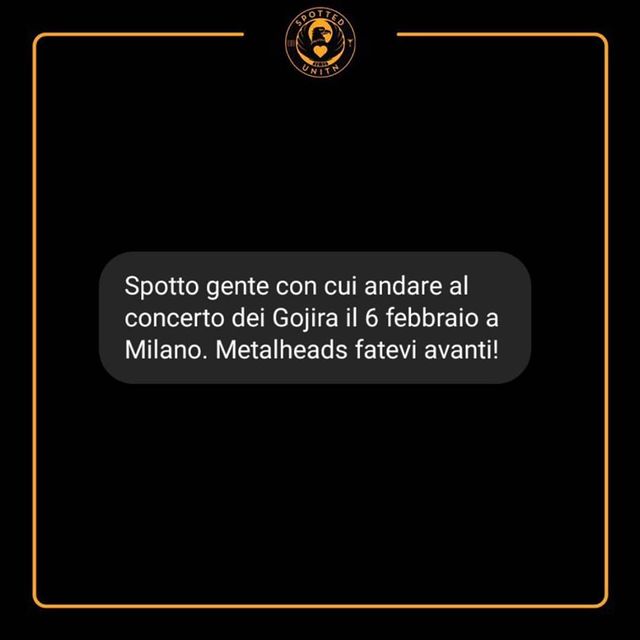 SPOTTED
UNITN
Spotto gente con cui andare al
concerto dei Gojira il 6 febbraio a
Milano. Metalheads fatevi avanti!